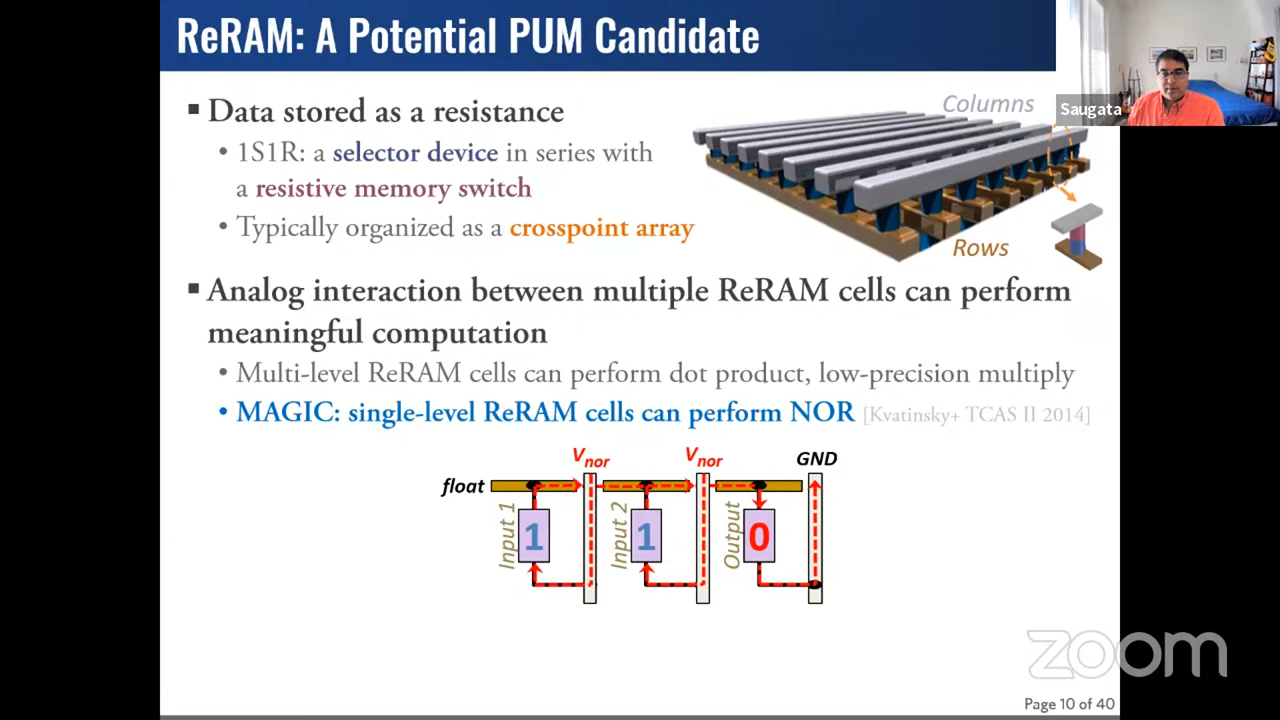 ReRAM: A Potential PUM Candidate
Saugata
▪ Data stored as a resistance
• 1S1R: a selector device in series with
a resistive memory switch
• Typically organized as a crosspoint array
Columns
Rows
▪ Analog interaction between multiple ReRAM cells can perform
meaningful computation
• Multi-level ReRAM cells can perform dot product, low-precision multiply
• MAGIC: single-level ReRAM cells can perform NOR [Kvatinsky+ TCAS II 2014]
Vnor Vnor GND
float
Input 1 1 Input 2 1 Output 0
zoom
Page 10 of 40